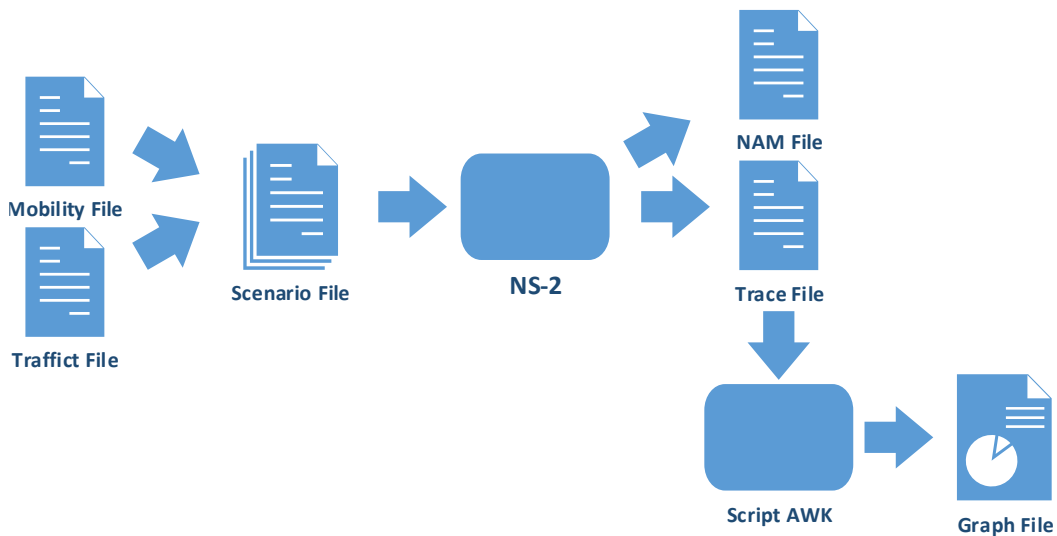 NAM File
Mobility File
Scenario File
NS-2
Trace File
Traffict File
Script AWK
Graph File